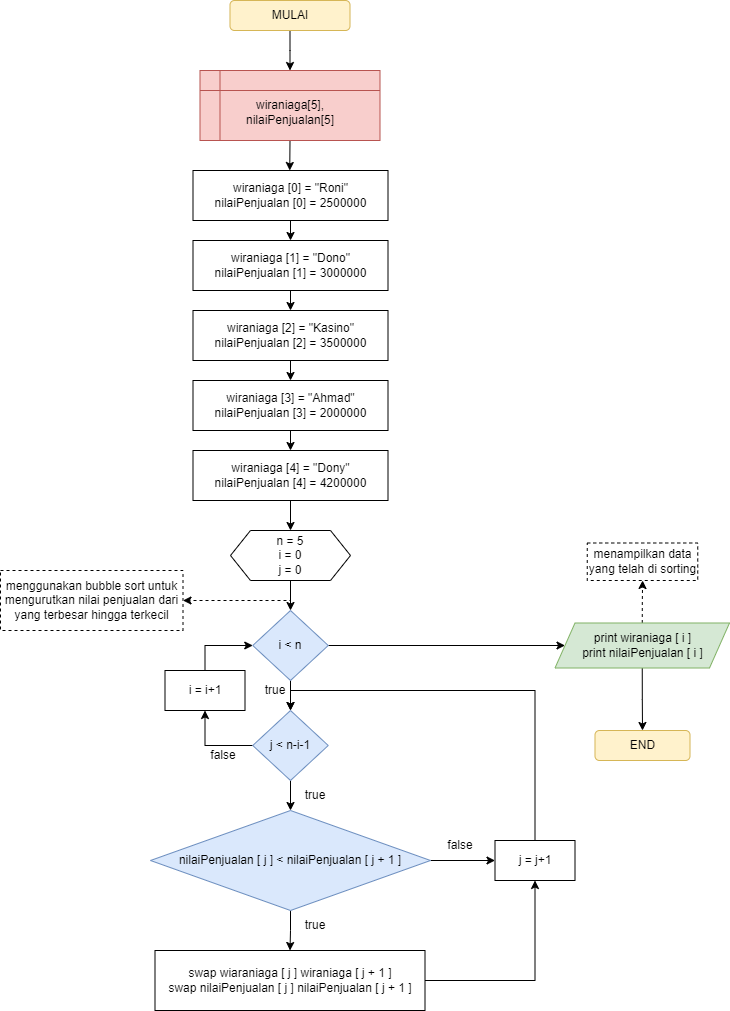 MULAI
wiraniaga[5],
nilaiPenjualan[5]
wiraniaga [0] = "Roni"
nilaiPenjualan [0] = 2500000
wiraniaga [1] = "Dono"
nilaiPenjualan [1] = 3000000
wiraniaga [2] = "Kasino"
nilaiPenjualan [2] = 3500000
wiraniaga [3] = "Ahmad"
nilaiPenjualan [3] = 2000000
wiraniaga [4] = "Dony"
nilaiPenjualan [4] = 4200000
n = 5
i = 0
j = 0
menggunakan bubble sort untuk
mengurutkan nilai penjualan dari
yang terbesar hingga terkecil
menampilkan data
yang telah di sorting
i < n
print wiraniaga [ i ]
print nilaiPenjualan [ i ]
i = i+1
true
j < n-i-1
false
END
true
nilaiPenjualan [ j ] < nilaiPenjualan [ j + 1 ]
false
j = j+1
true
swap wiaraniaga [ j ] wiraniaga [ j + 1 ]
swap nilaiPenjualan [ j ] nilaiPenjualan [ j + 1 ]